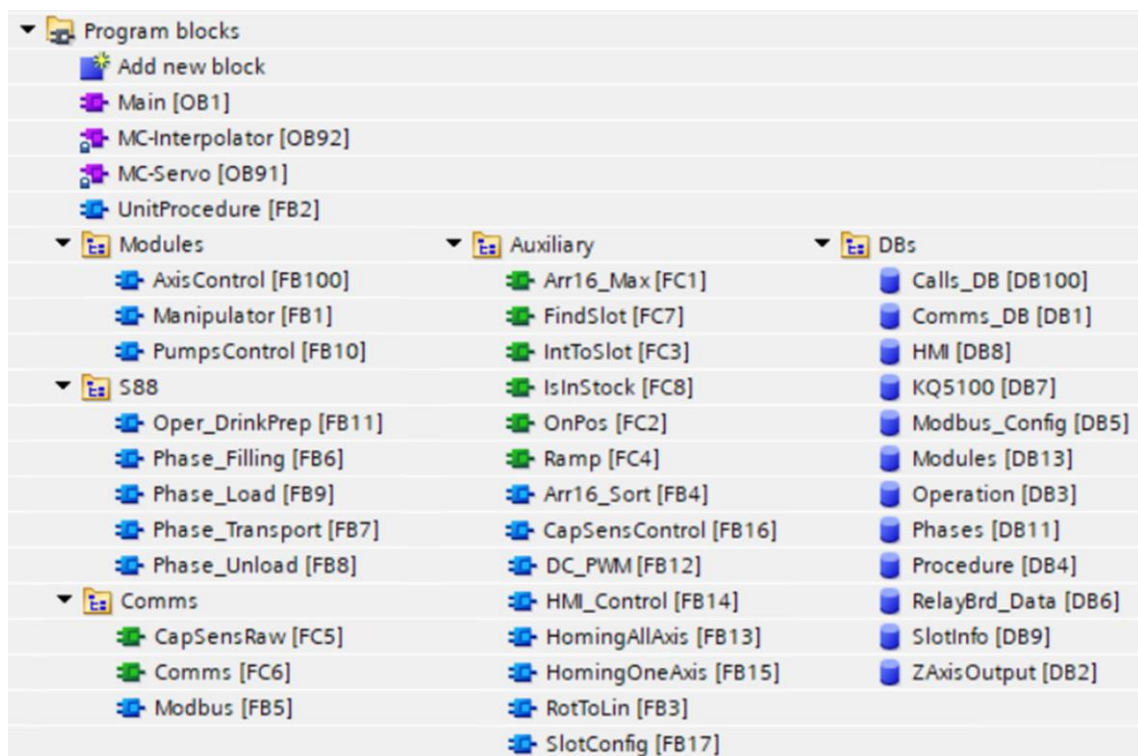 Program blocks
Add new block
Main [OB1]
MC-Interpolator [OB92]
MC-Servo [OB91]
UnitProcedure [FB2]
Modules
AxisControl [FB100]
Manipulator [FB1]
PumpsControl [FB10]
S88
Oper_DrinkPrep [FB11]
Phase_Filling [FB6]
Phase_Load [FB9]
Phase_Transport [FB7]
Phase_Unload [FB8]
Comms
CapSensRaw [FC5]
Comms [FC6]
Modbus [FB5]
Auxiliary
Arr16_Max [FC1]
FindSlot [FC7]
IntToSlot [FC3]
IsInStock [FC8]
OnPos [FC2]
Ramp [FC4]
Arr16_Sort [FB4]
CapSensControl [FB16]
DC_PWM [FB12]
HMI_Control [FB14]
HomingAllAxis [FB13]
HomingOneAxis [FB15]
RotToLin [FB3]
SlotConfig [FB17]
DBs
Calls_DB [DB100]
Comms_DB [DB1]
HMI [DB8]
KQ5100 [DB7]
Modbus_Config [DB5]
Modules [DB13]
Operation [DB3]
Phases [DB11]
Procedure [DB4]
RelayBrd_Data [DB6]
SlotInfo [DB9]
ZAxisOutput [DB2]